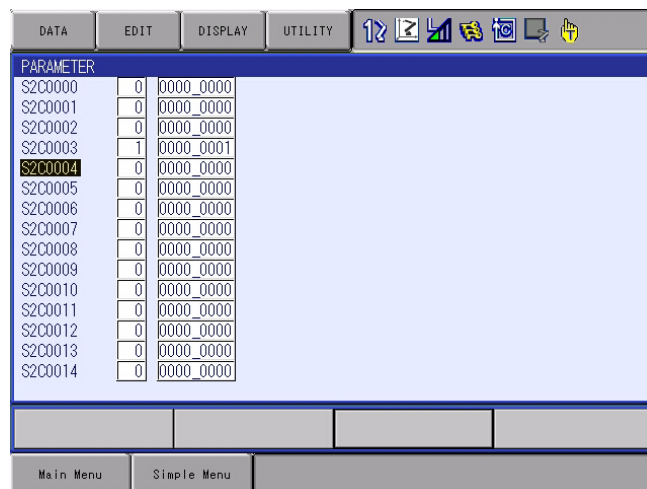 DATA EDIT DISPLAY UTILITY
PARAMETER
S2C0000 0 0000_0000
S2C0001 0 0000_0000
S2C0002 0 0000_0000
S2C0003 1 0000_0001
S2C0004 0 0000_0000
S2C0005 0 0000_0000
S2C0006 0 0000_0000
S2C0007 0 0000_0000
S2C0008 0 0000_0000
S2C0009 0 0000_0000
S2C0010 0 0000_0000
S2C0011 0 0000_0000
S2C0012 0 0000_0000
S2C0013 0 0000_0000
S2C0014 0 0000_0000
Main Menu Simple Menu